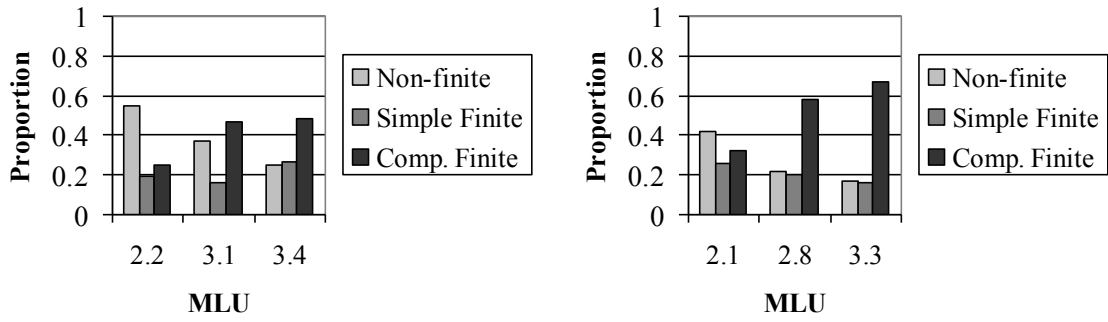 Proportion
1
0.8
0.6
0.4
0.2
0
2.2 3.1 3.4
MLU
Non-finite
Simple Finite
Comp. Finite
Proportion
1
0.8
0.6
0.4
0.2
0
2.1 2.8 3.3
MLU
Non-finite
Simple Finite
Comp. Finite